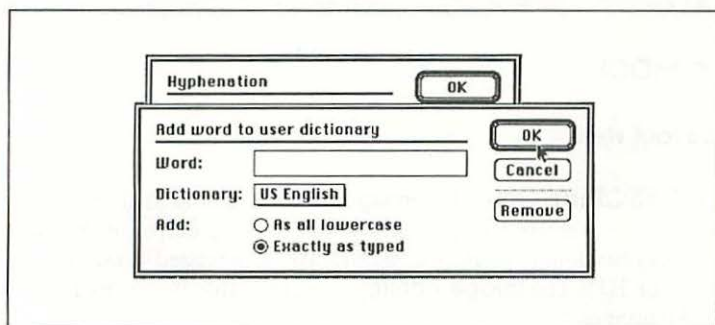 Hyphenation
OK
Add word to user dictionary
OK
Word:
Cancel
Dictionary: US English
Remove
Add: As all lowercase
Exactly as typed